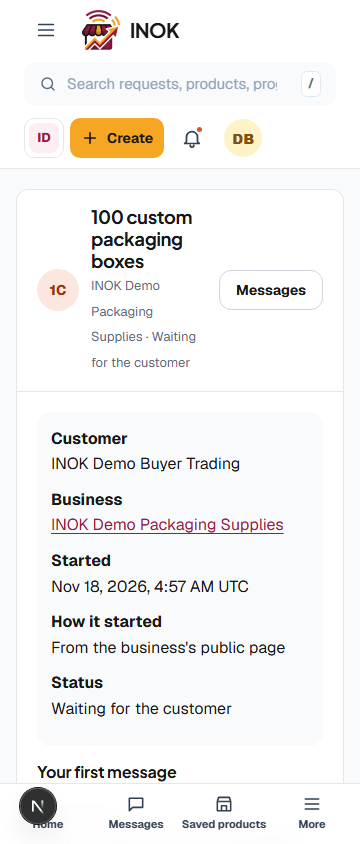 INOK
Search requests, products, pro
/
ID
+ Create
DB
100 custom
packaging
boxes
1C
INOK Demo
Packaging
Supplies · Waiting
for the customer
Messages
Customer
INOK Demo Buyer Trading
Business
INOK Demo Packaging Supplies
Started
Nov 18, 2026, 4:57 AM UTC
How it started
From the business's public page
Status
Waiting for the customer
Your first message
N
Home
Messages
Saved products
More